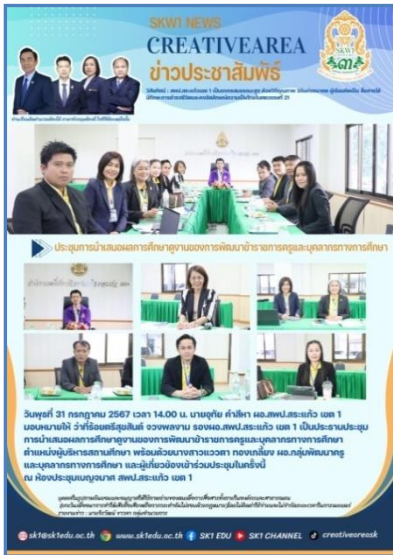 SKW1 NEWS
CREATIVEAREA
ข่าวประชาสัมพันธ์
SKW1
ประชุมการนำเสนอผลการศึกษาดูงานของการพัฒนาข้าราชการครูและบุคลากรทางการศึกษา
วันพุธที่ 31 กรกฎาคม 2567 เวลา 14.00 น. นายอุทัย คำสีหา ผอ.สพป.สระแก้ว เขต 1
มอบหมายให้ ว่าที่ร้อยตรีสุขสันต์ จวงพลงาม รองผอ.สพป.สระแก้ว เขต 1 เป็นประธานประชุม
การนำเสนอผลการศึกษาดูงานของการพัฒนาข้าราชการครูและบุคลากรทางการศึกษา
ตำแหน่งผู้บริหารสถานศึกษา พร้อมด้วยนางสาวแววตา ทองเกลี้ยง ผอ.กลุ่มพัฒนาครู
และบุคลากรทางการศึกษา และผู้เกี่ยวข้องเข้าร่วมประชุมในครั้งนี้
ณ ห้องประชุมเบญจมาศ สพป.สระแก้ว เขต 1
sk1@sk1edu.go.th
www.sk1edu.go.th
SK1 EDU
SK1 CHANNEL
creativeareask